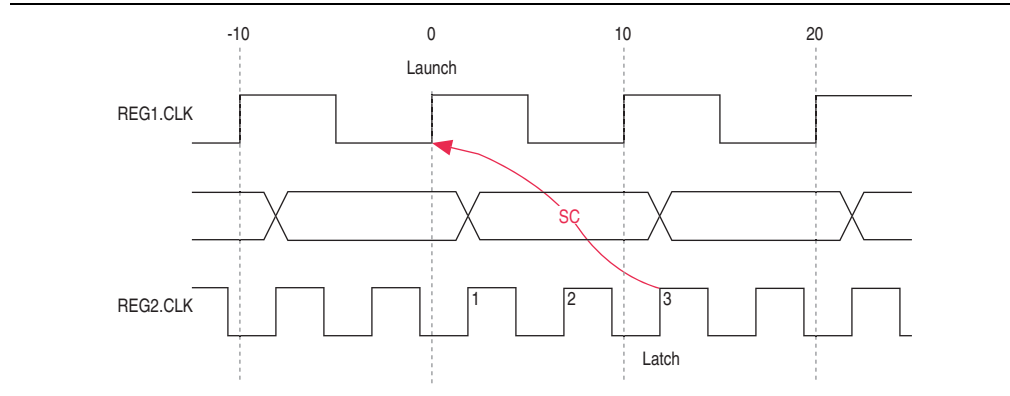 -10 0 10 20
Launch
REG1.CLK
SC
REG2.CLK 1 2 3
Latch